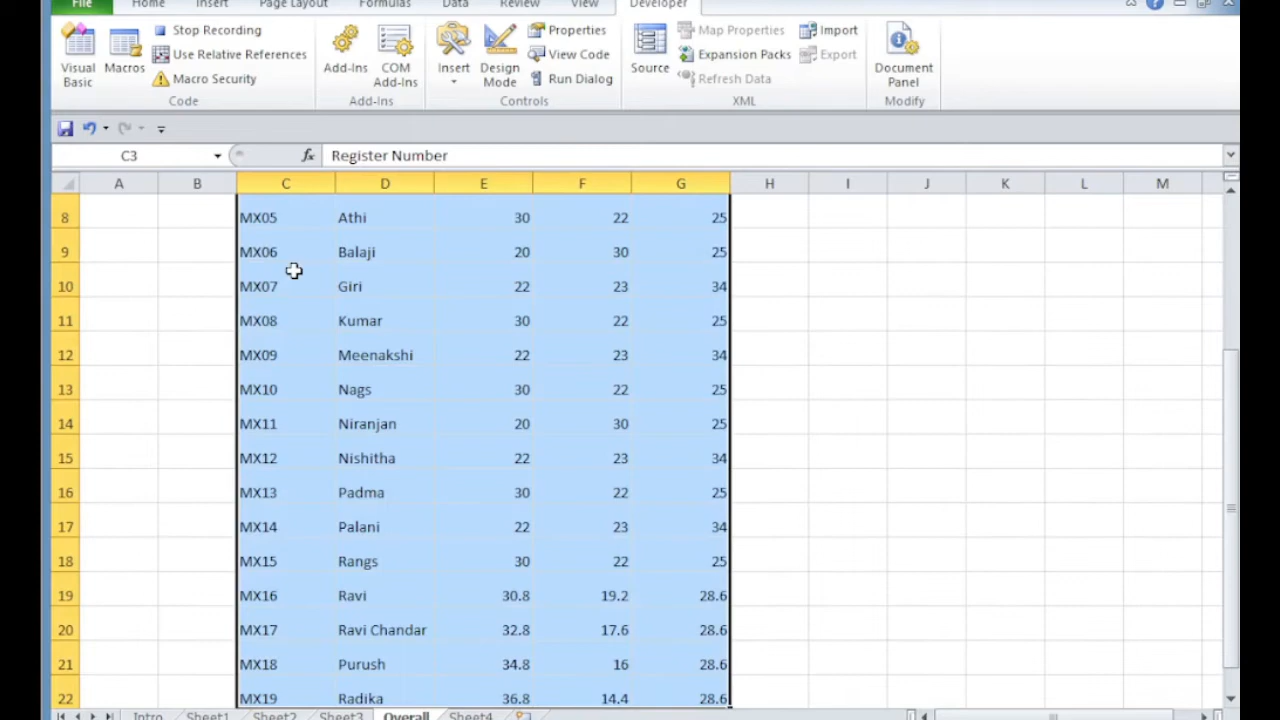 File Home Insert Page Layout Formulas Data Review View Developer
Visual Basic
Macros
Stop Recording
Use Relative References
Macro Security
Code
Add-Ins
COM Add-Ins
Add-Ins
Insert
Design Mode
Properties
View Code
Run Dialog
Controls
Source
Map Properties
Expansion Packs
Refresh Data
Import
Export
XML
Document Panel
Modify
C3 fx Register Number
A B C D E F G H I J K L M
8 MX05 Athi 30 22 25
9 MX06 Balaji 20 30 25
10 MX07 Giri 22 23 34
11 MX08 Kumar 30 22 25
12 MX09 Meenakshi 22 23 34
13 MX10 Nags 30 22 25
14 MX11 Niranjan 20 30 25
15 MX12 Nishitha 22 23 34
16 MX13 Padma 30 22 25
17 MX14 Palani 22 23 34
18 MX15 Rangs 30 22 25
19 MX16 Ravi 30.8 19.2 28.6
20 MX17 Ravi Chandar 32.8 17.6 28.6
21 MX18 Purush 34.8 16 28.6
22 MX19 Radika 36.8 14.4 28.6
Intro Sheet1 Sheet2 Sheet3 Overall Sheet4